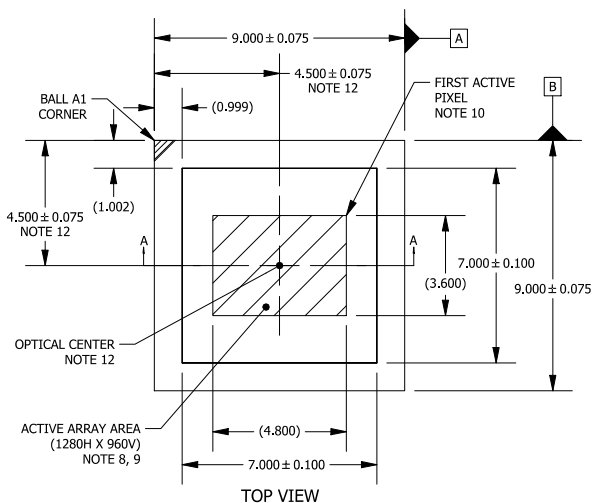 9.000 ± 0.075
A
4.500 ± 0.075
NOTE 12
FIRST ACTIVE
PIXEL
NOTE 10
BALL A1
CORNER
(0.999)
B
4.500 ± 0.075
NOTE 12
(1.002)
A
A
7.000 ± 0.100
(3.600)
9.000 ± 0.075
OPTICAL CENTER
NOTE 12
ACTIVE ARRAY AREA
(1280H X 960V)
NOTE 8, 9
(4.800)
7.000 ± 0.100
TOP VIEW